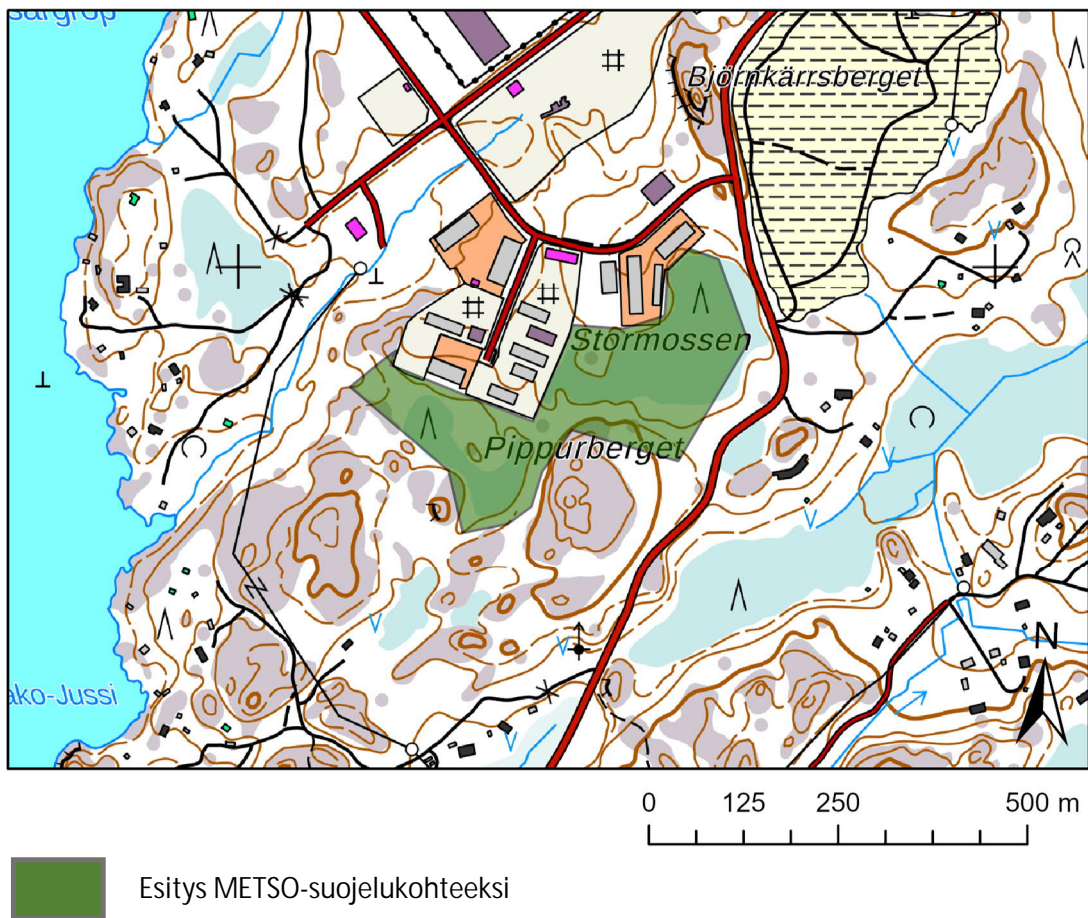 Björnkärrsberget
Stormossen
Pippurberget
ako-Jussi
N
0 125 250 500 m
Esitys METSO-suojelukohteeksi